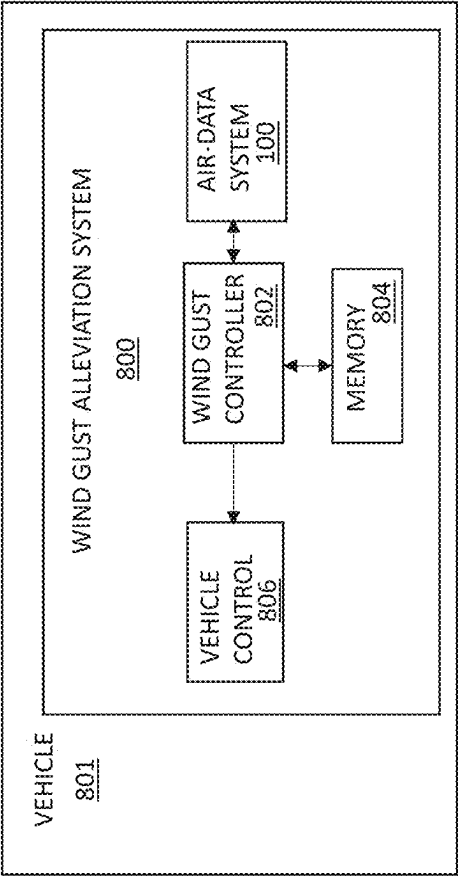 VEHICLE
801
WIND GUST ALLEVIATION SYSTEM
800
VEHICLE
CONTROL
806
WIND GUST
CONTROLLER
802
AIR-DATA
SYSTEM
100
MEMORY
804